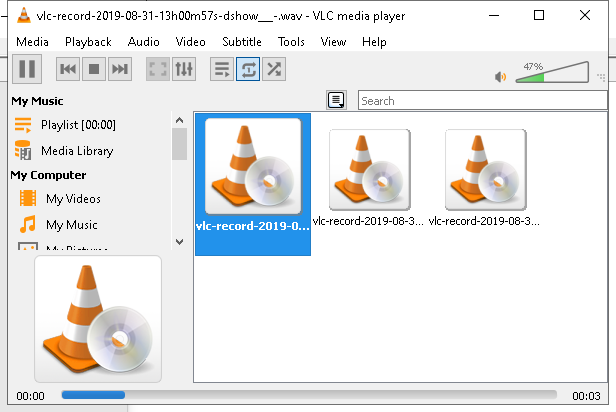 vlc-record-2019-08-31-13h00m57s-dshow__-.wav - VLC media player
Media Playback Audio Video Subtitle Tools View Help
47%
My Music
Playlist [00:00]
Media Library
My Computer
My Videos
My Music
My Pictures
Search
vlc-record-2019-0...
vlc-record-2019-08-3...
vlc-record-2019-08-3...
00:00
00:03